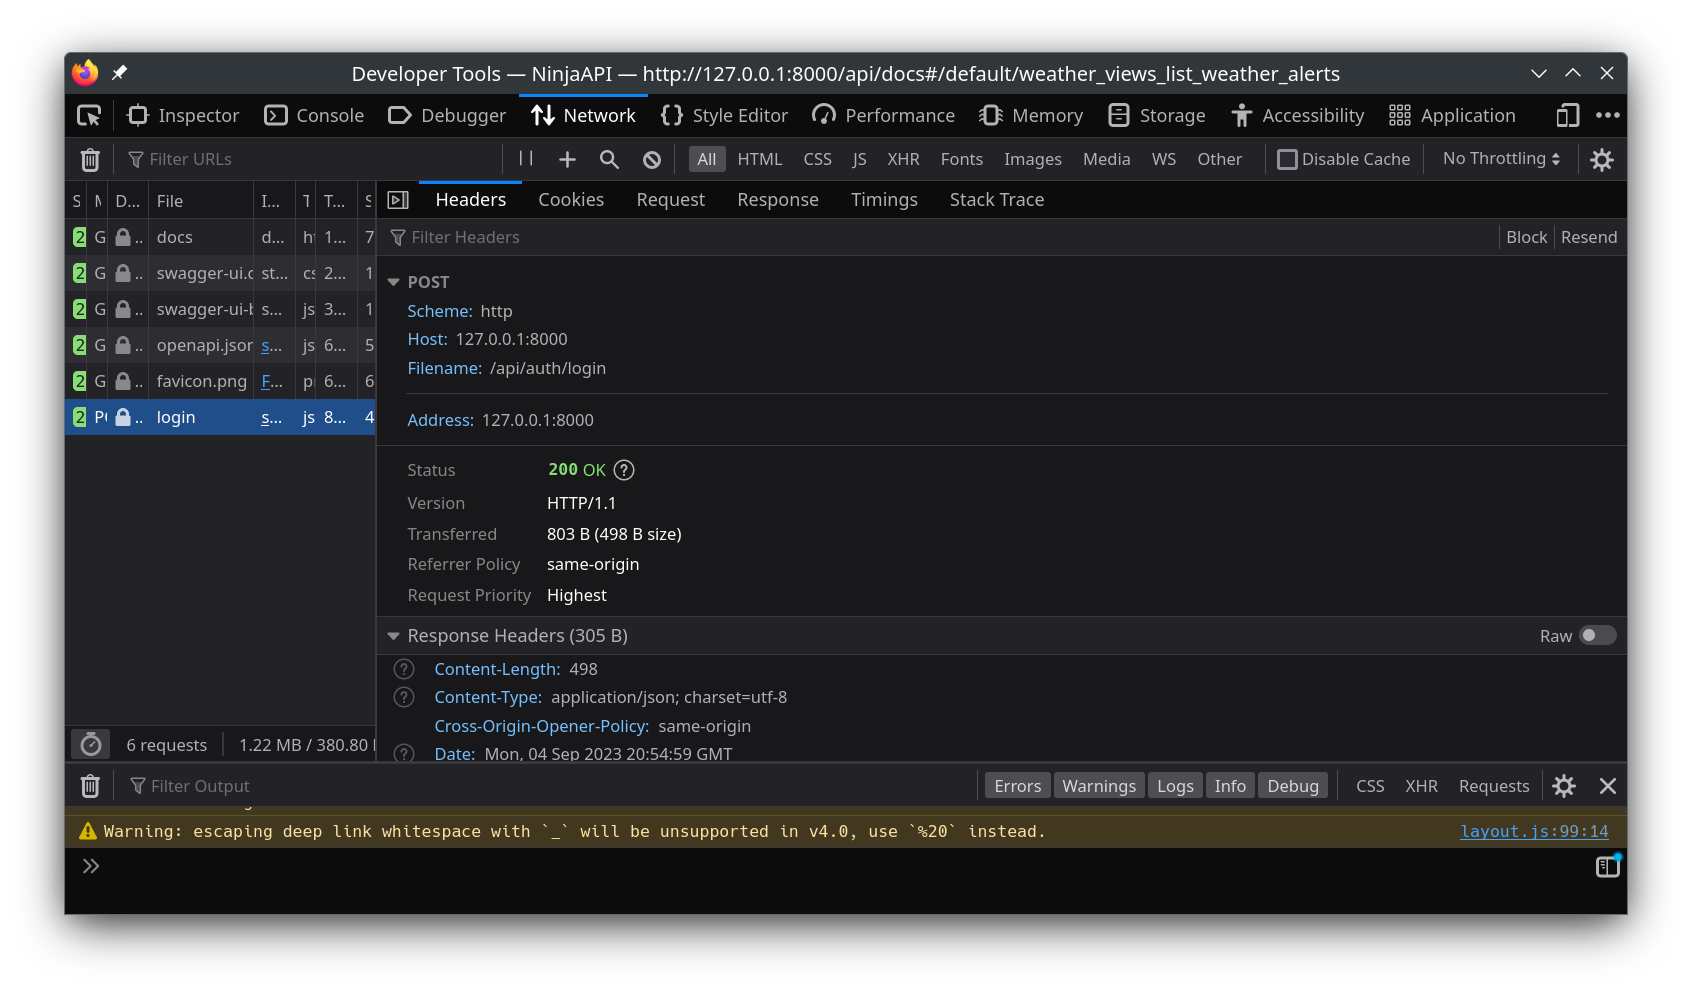 Developer Tools — NinjaAPI — http://127.0.0.1:8000/api/docs#/default/weather_views_list_weather_alerts
Inspector Console Debugger Network Style Editor Performance Memory Storage Accessibility Application
Filter URLs All HTML CSS JS XHR Fonts Images Media WS Other Disable Cache No Throttling
S M D... File I... T T... S
2 G .. docs d... 1... 7
2 G .. swagger-ui.c st... cs 2... 1
2 G .. swagger-ui-b s... js 3... 1
2 G .. openapi.json s... js 6... 5
2 G .. favicon.png F... 6... 6
2 .. login s... js 8... 4
6 requests 1.22 MB / 380.80
Headers Cookies Request Response Timings Stack Trace
Filter Headers Block Resend
POST
Scheme: http
Host: 127.0.0.1:8000
Filename: /api/auth/login
Address: 127.0.0.1:8000
Status 200 OK ?
Version HTTP/1.1
Transferred 803 B (498 B size)
Referrer Policy same-origin
Request Priority Highest
Response Headers (305 B) Raw
? Content-Length: 498
? Content-Type: application/json; charset=utf-8
Cross-Origin-Opener-Policy: same-origin
? Date: Mon, 04 Sep 2023 20:54:59 GMT
Filter Output Errors Warnings Logs Info Debug CSS XHR Requests
Warning: escaping deep link whitespace with `_` will be unsupported in v4.0, use `%20` instead. layout.js:99:14